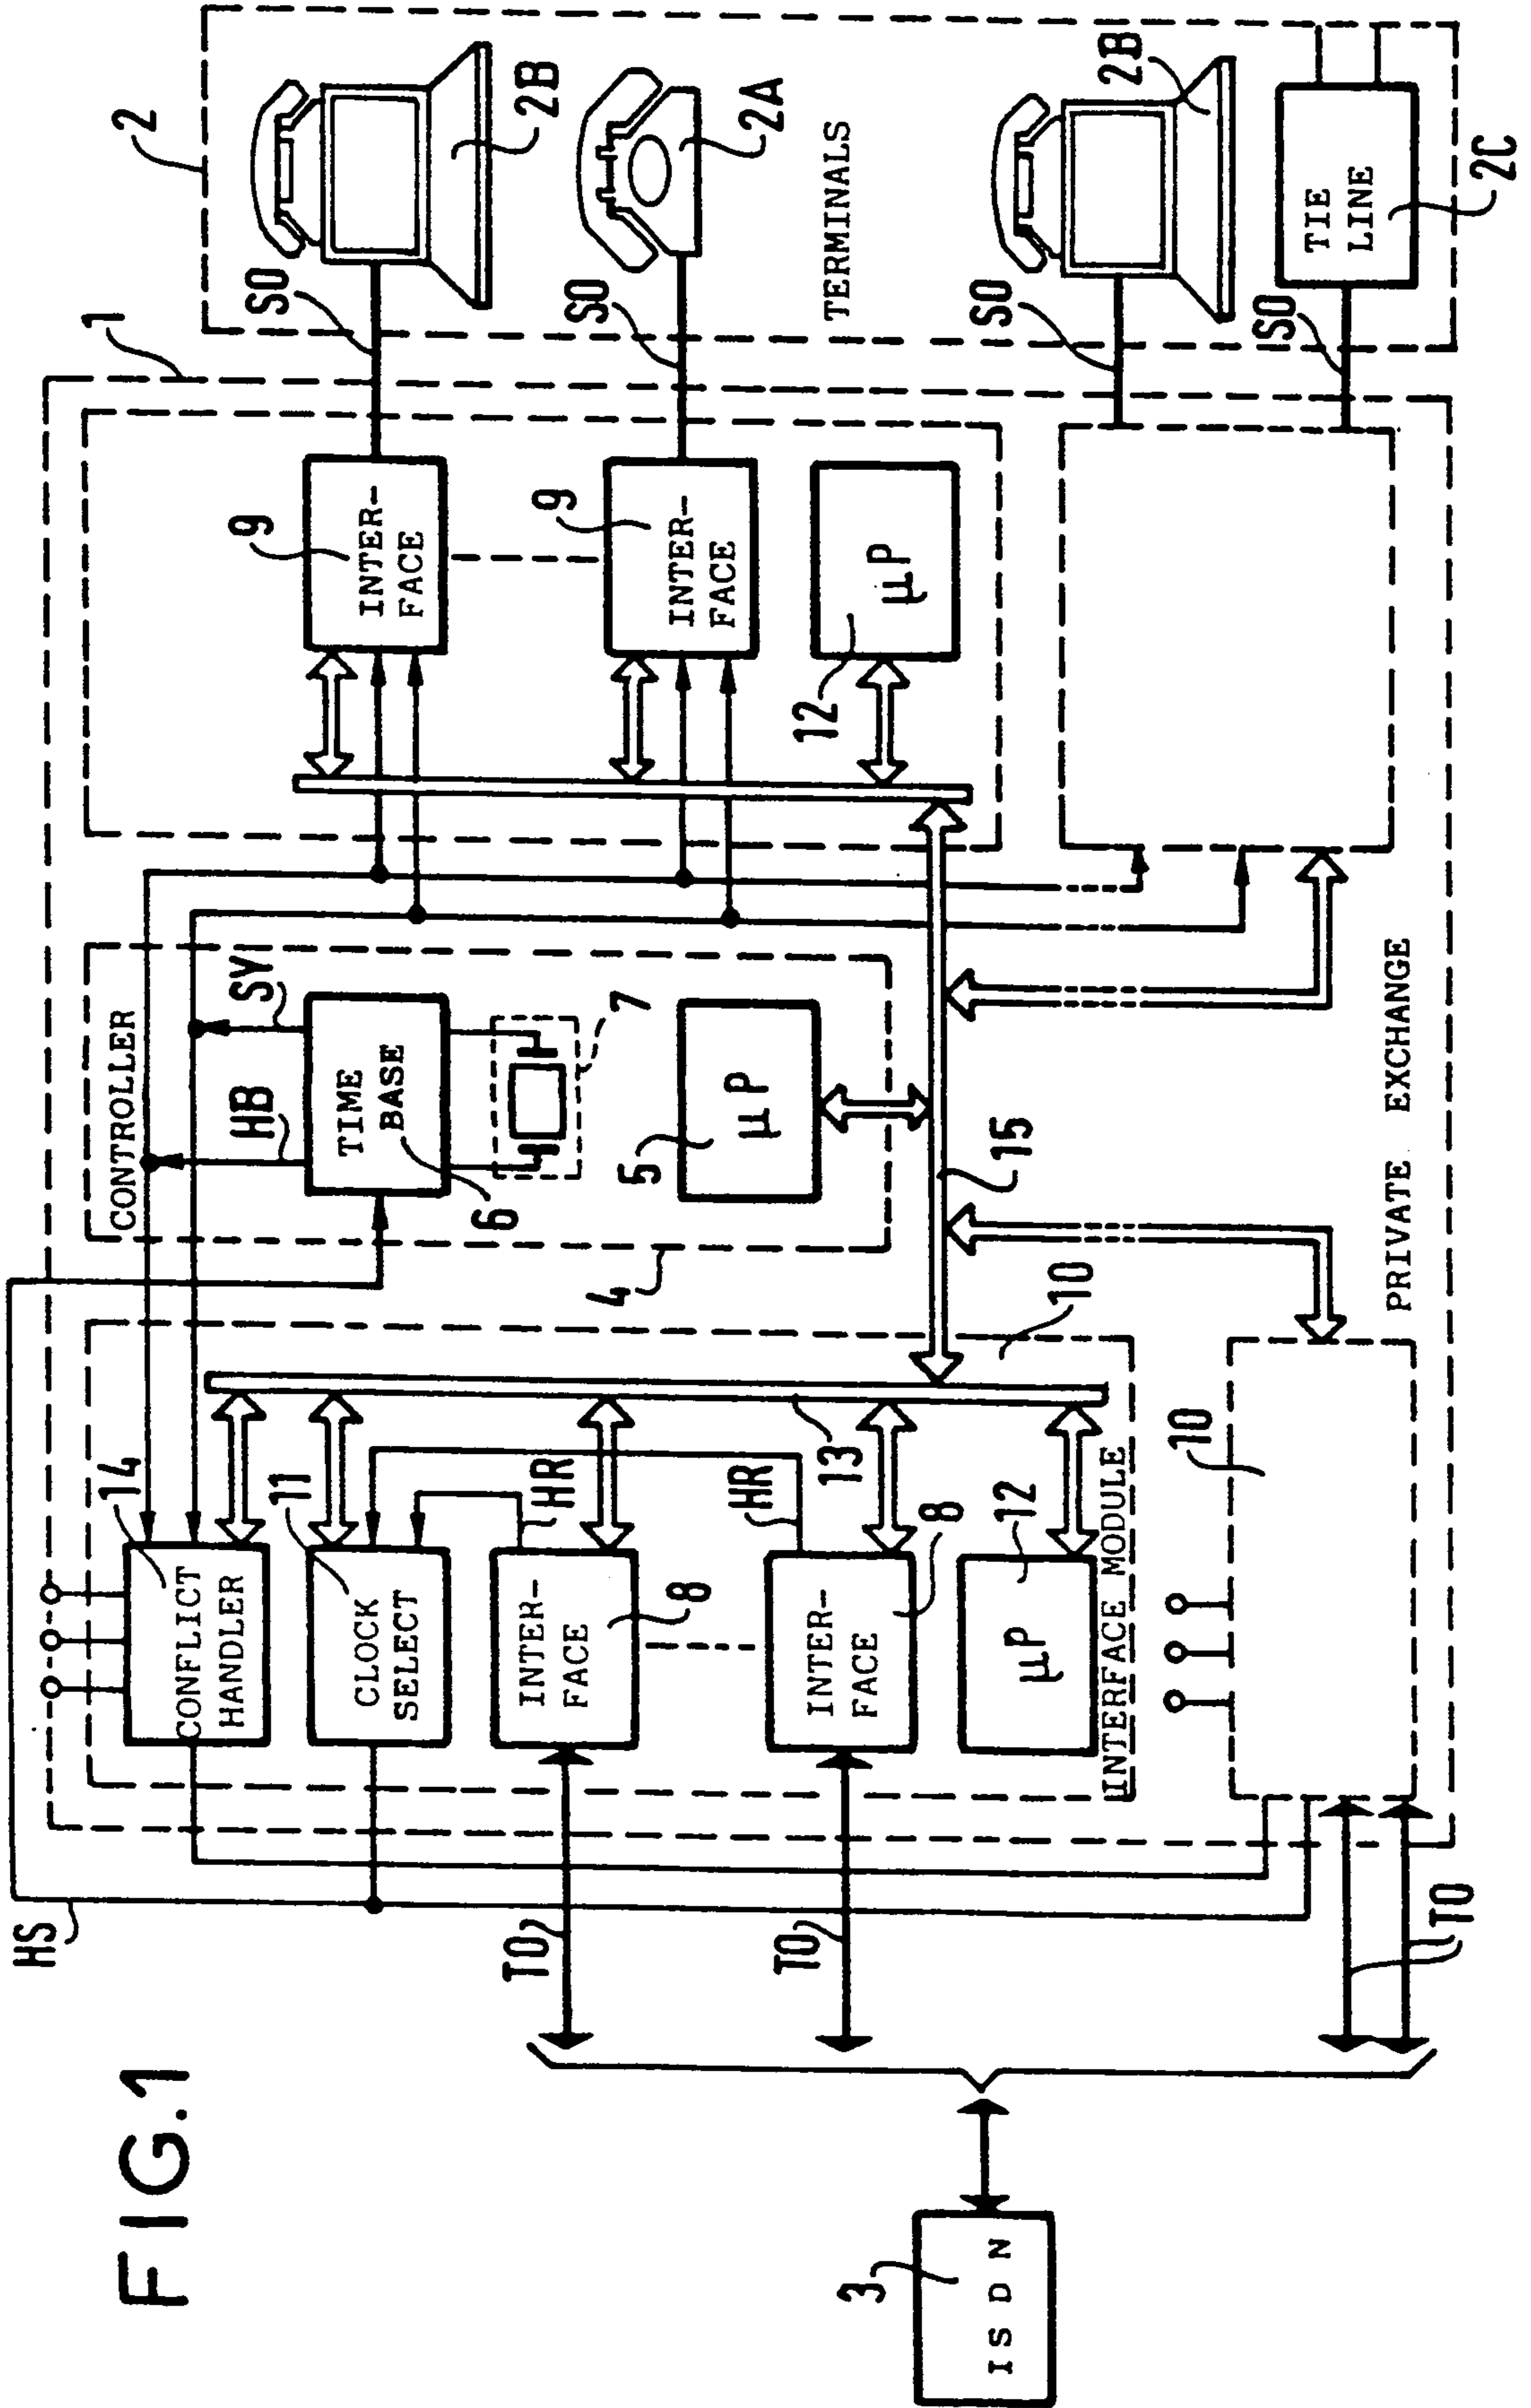 FIG.1
HS
3
ISDN
T0
T0
T0
14
CONFLICT
HANDLER
11
CLOCK
SELECT
HR
INTER-
FACE
8
HR
INTER-
FACE
8
12
µP
INTERFACE MODULE
13
10
10
CONTROLLER
HB
SY
TIME
BASE
6
7
5
µP
4
15
PRIVATE EXCHANGE
1
9
INTER-
FACE
9
INTER-
FACE
12
µP
S0
S0
S0
S0
2
2B
2A
TERMINALS
2B
TIE
LINE
2C